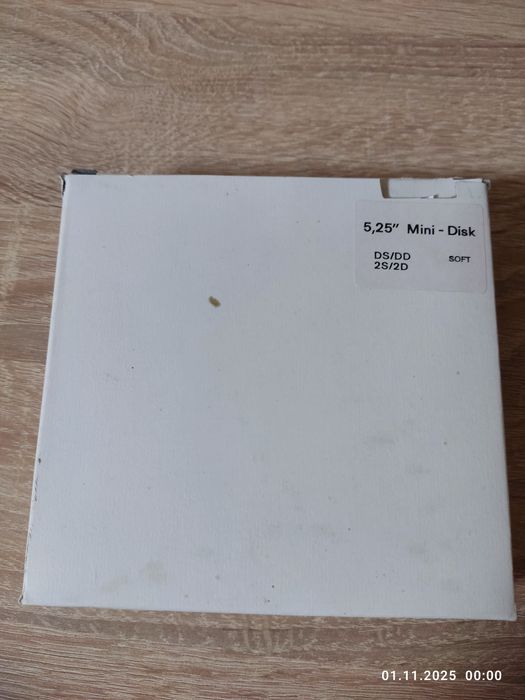 5,25" Mini - Disk
DS/DD SOFT
2S/2D
01.11.2025 00:00